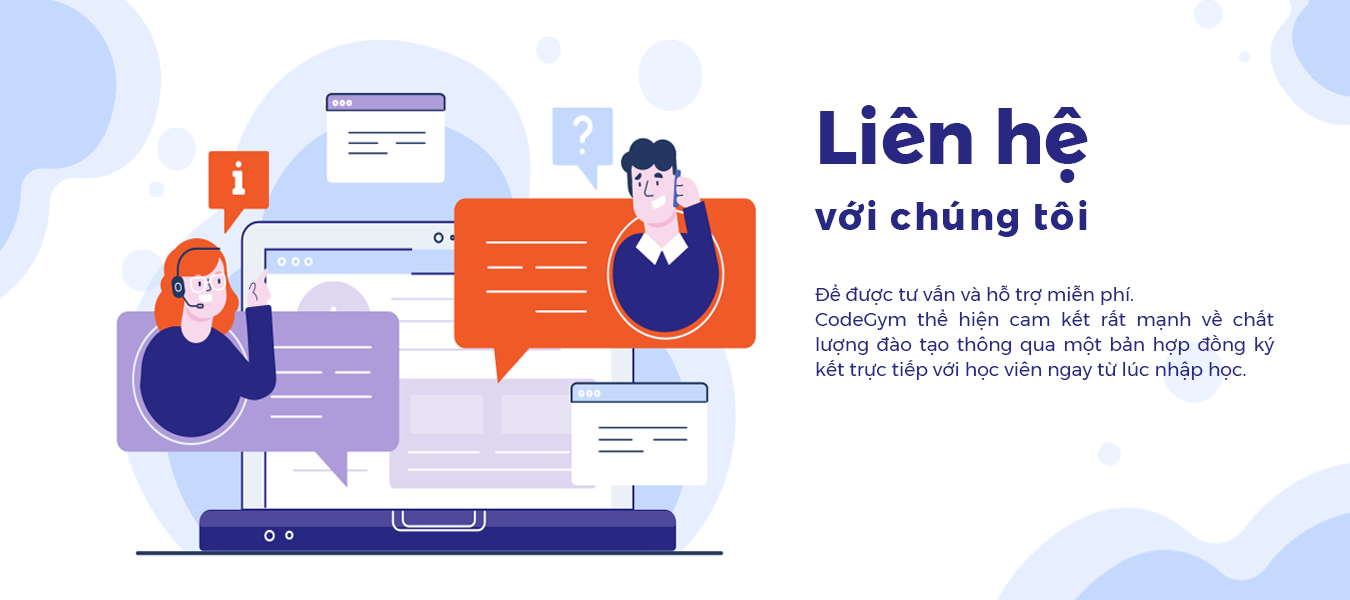 i
?
Liên hệ
với chúng tôi
Để được tư vấn và hỗ trợ miễn phí.
CodeGym thể hiện cam kết rất mạnh về chất
lượng đào tạo thông qua một bản hợp đồng ký
kết trực tiếp với học viên ngay từ lúc nhập học.